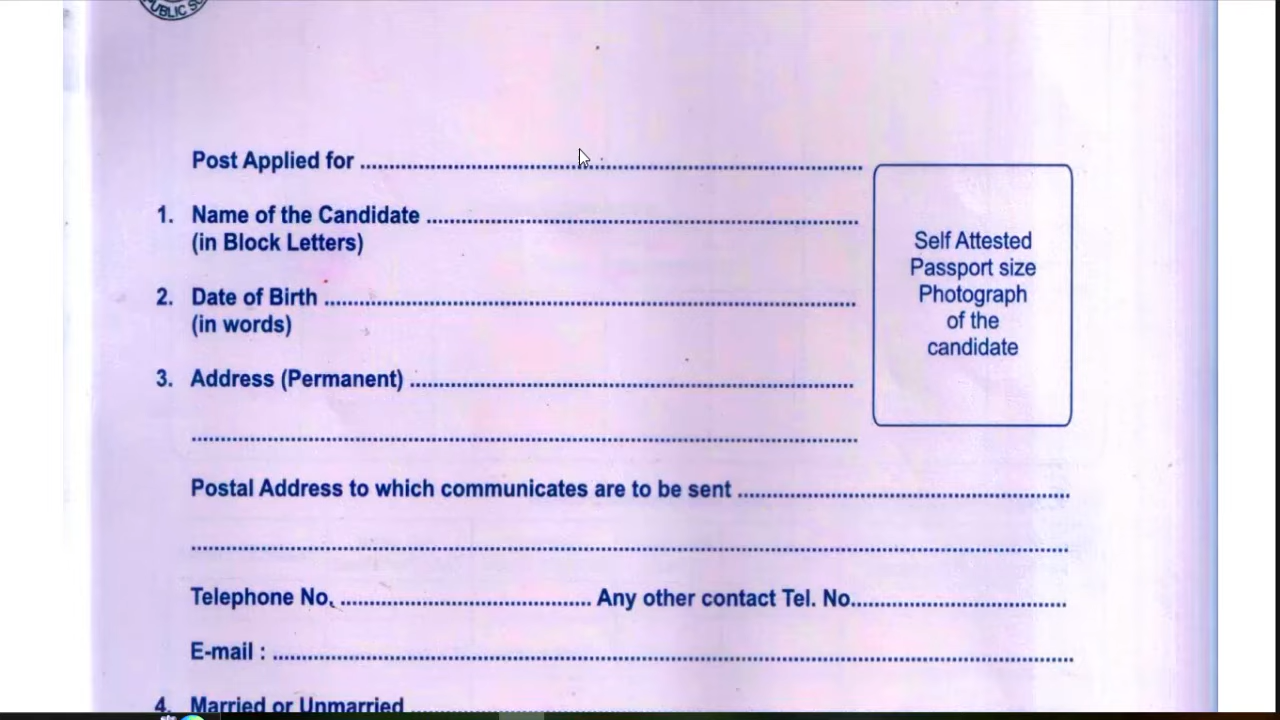 PUBLIC
Post Applied for ........................................
1. Name of the Candidate ........................................
(in Block Letters)
2. Date of Birth ........................................
(in words)
3. Address (Permanent) ........................................
........................................
Self Attested
Passport size
Photograph
of the
candidate
Postal Address to which communicates are to be sent ........................................
........................................
Telephone No. ........................................ Any other contact Tel. No........................................
E-mail : ........................................
4. Married or Unmarried ........................................